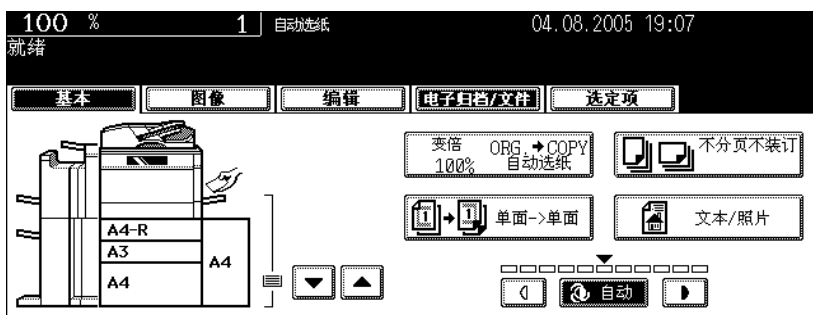 100 % 1 自动选纸 04.08.2005 19:07
就绪
基本 图像 编辑 电子归档/文件 选定项
变倍 ORG.→COPY
100% 自动选纸
不分页不装订
1→1 单面->单面
文本/照片
A4-R
A3
A4
A4
自动